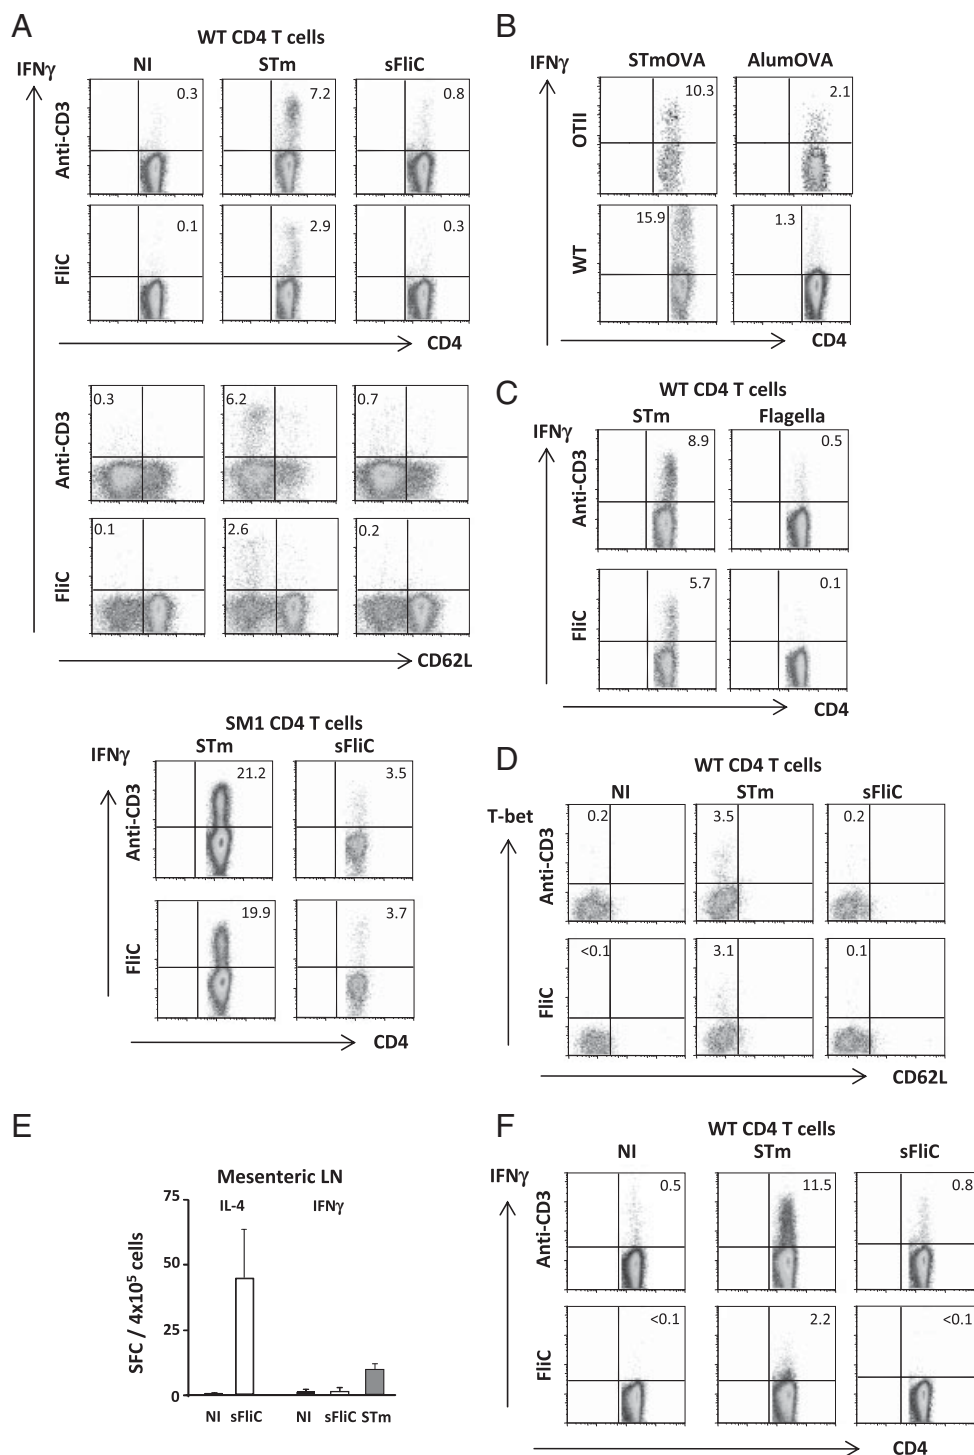 A
WT CD4 T cells
IFNγ
NI STm sFliC
Anti-CD3
0.3 7.2 0.8
FliC
0.1 2.9 0.3
CD4
Anti-CD3
0.3 6.2 0.7
FliC
0.1 2.6 0.2
CD62L
SM1 CD4 T cells
IFNγ
STm sFliC
Anti-CD3
21.2 3.5
FliC
19.9 3.7
CD4
B
IFNγ
STmOVA AlumOVA
OTII
10.3 2.1
WT
15.9 1.3
CD4
C
WT CD4 T cells
IFNγ
STm Flagella
Anti-CD3
8.9 0.5
FliC
5.7 0.1
CD4
D
WT CD4 T cells
T-bet
NI STm sFliC
Anti-CD3
0.2 3.5 0.2
FliC
<0.1 3.1 0.1
CD62L
E
Mesenteric LN
IL-4 IFNγ
SFC / 4x10⁵ cells
75
50
25
0
NI sFliC NI sFliC STm
F
WT CD4 T cells
IFNγ
NI STm sFliC
Anti-CD3
0.5 11.5 0.8
FliC
<0.1 2.2 <0.1
CD4